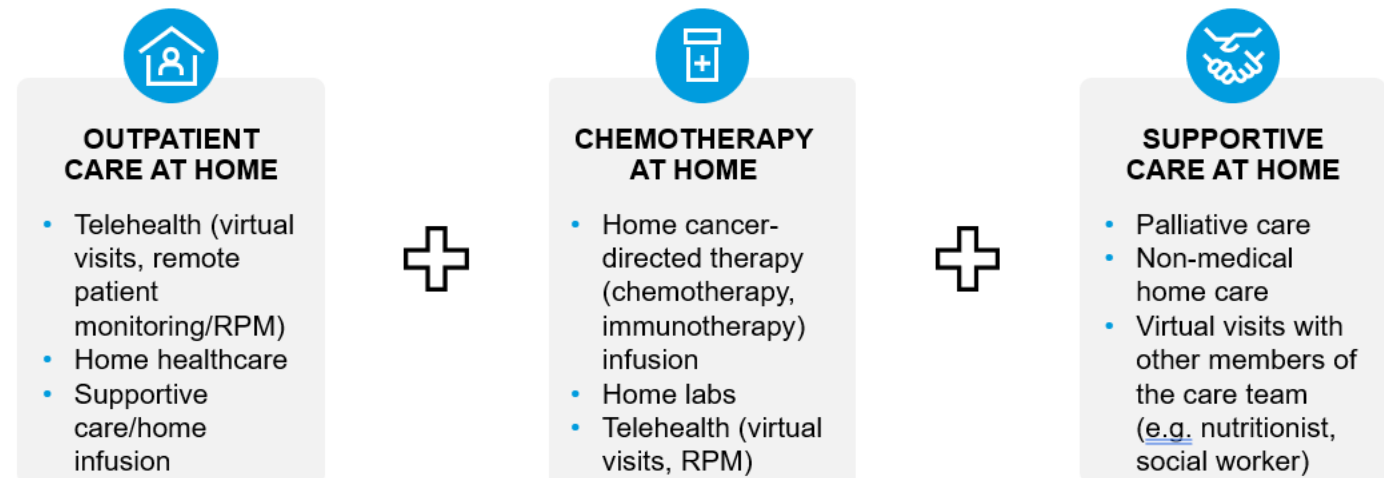 OUTPATIENT
CARE AT HOME
• Telehealth (virtual
visits, remote
patient
monitoring/RPM)
• Home healthcare
• Supportive
care/home
infusion
CHEMOTHERAPY
AT HOME
• Home cancer-
directed therapy
(chemotherapy,
immunotherapy)
infusion
• Home labs
• Telehealth (virtual
visits, RPM)
SUPPORTIVE
CARE AT HOME
• Palliative care
• Non-medical
home care
• Virtual visits with
other members of
the care team
(e.g. nutritionist,
social worker)